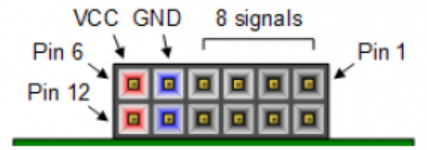 VCC GND 8 signals
Pin 6 Pin 1
Pin 12